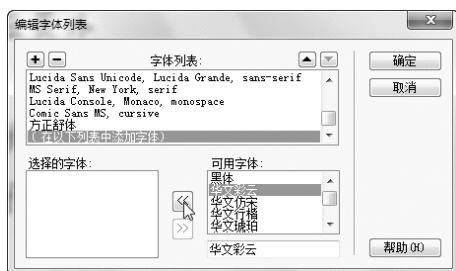 编辑字体列表
字体列表:
Lucida Sans Unicode, Lucida Grande, sans-serif
MS Serif, New York, serif
Lucida Console, Monaco, monospace
Comic Sans MS, cursive
方正舒体
(在以下列表中添加字体)
确定
取消
选择的字体:
可用字体:
黑体
华文彩云
华文仿宋
华文行楷
华文琥珀
华文彩云
帮助(H)